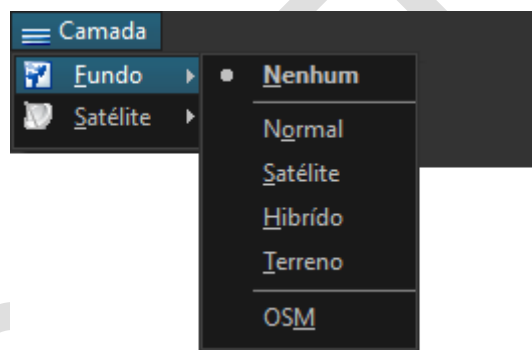 Camada
Fundo
Satélite
Nenhum
Normal
Satélite
Hibrído
Terreno
OSM